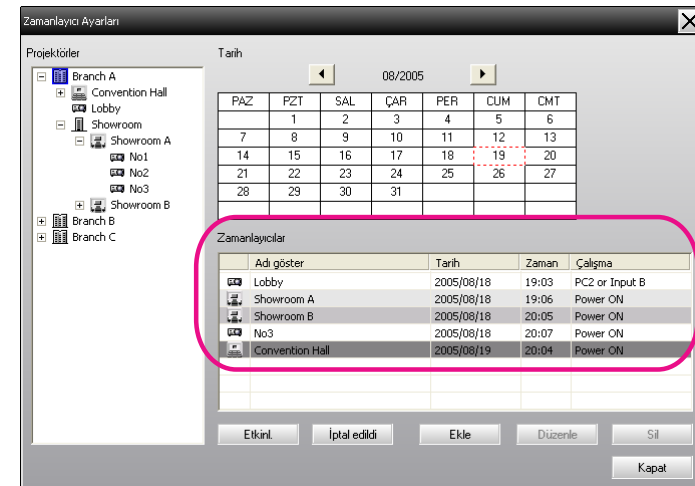 Zamanlayıcı Ayarları
Projektörler
Branch A
Convention Hall
Lobby
Showroom
Showroom A
No1
No2
No3
Showroom B
Branch B
Branch C
Tarih
08/2005
PAZ PZT SAL ÇAR PER CUM CMT
1 2 3 4 5 6
7 8 9 10 11 12 13
14 15 16 17 18 19 20
21 22 23 24 25 26 27
28 29 30 31
Zamanlayıcılar
Adı göster Tarih Zaman Çalışma
Lobby 2005/08/18 19:03 PC2 or Input B
Showroom A 2005/08/18 19:06 Power ON
Showroom B 2005/08/18 20:05 Power ON
No3 2005/08/18 20:07 Power ON
Convention Hall 2005/08/19 20:04 Power ON
Etkinl. İptal edildi Ekle Düzenle Sil
Kapat